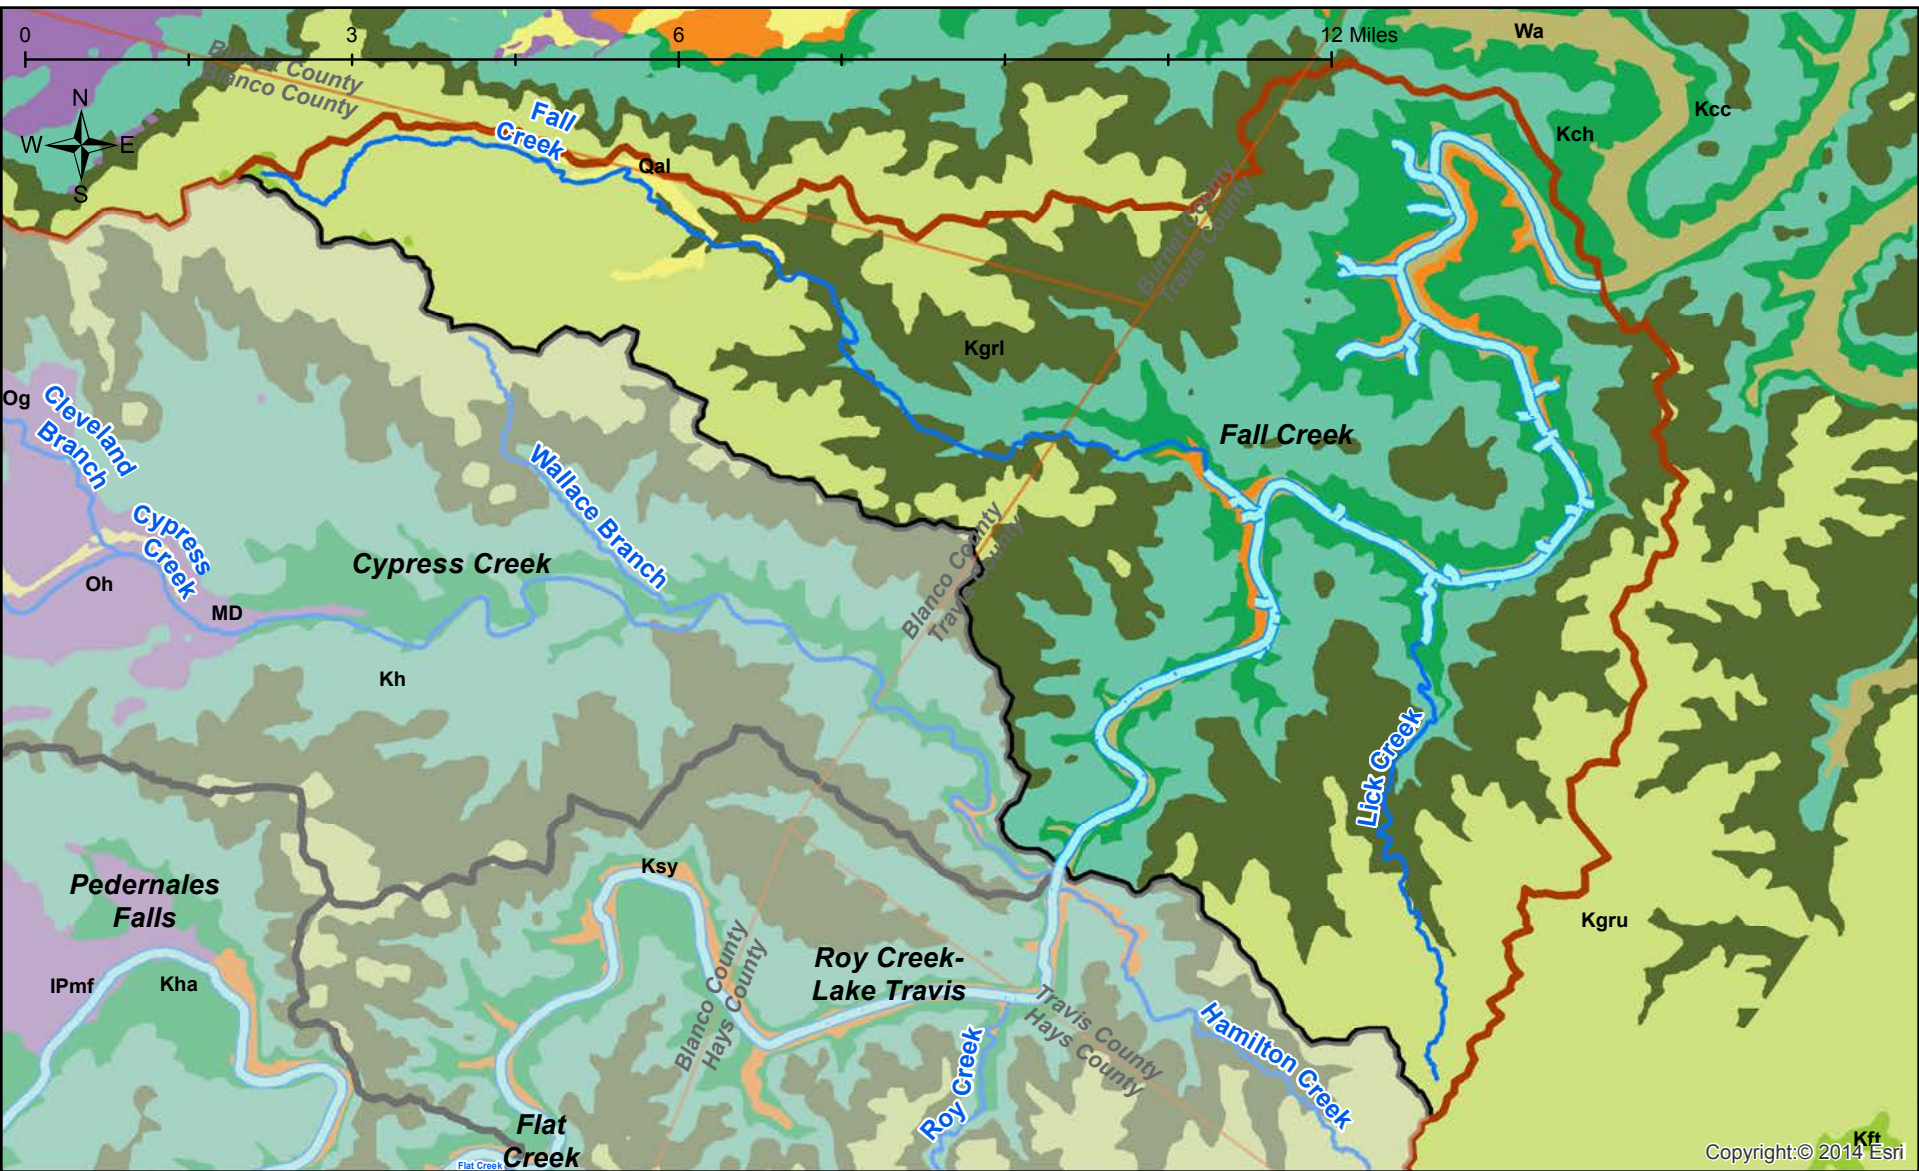 0
3
6
12 Miles
Wa
Burnet County
Blanco County
N
W
E
S
Fall
Creek
Qal
Kcc
Kch
Burnet County
Travis County
Kgrl
Og
Cleveland
Branch
Fall Creek
Wallace Branch
Cypress
Creek
Blanco County
Travis County
Cypress Creek
Oh
MD
Kh
Lick Creek
Ksy
Pedernales
Falls
Kgru
Blanco County
Hays County
Roy Creek-
Lake Travis
IPmf
Kha
Travis County
Hays County
Hamilton Creek
Roy Creek
Flat
Creek
Flat Creek
Kft
Copyright:© 2014 Esri